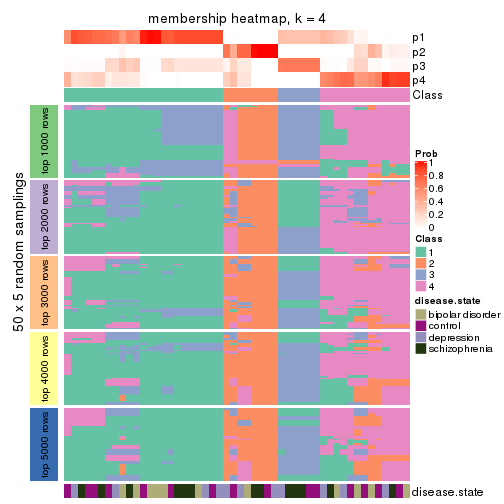 membership heatmap, k = 4
p1
p2
p3
p4
Class
50 x 5 random samplings
top 1000 rows
top 2000 rows
top 3000 rows
top 4000 rows
top 5000 rows
Prob
1
0.8
0.6
0.4
0.2
0
Class
1
2
3
4
disease.state
bipolar disorder
control
depression
schizophrenia
disease.state